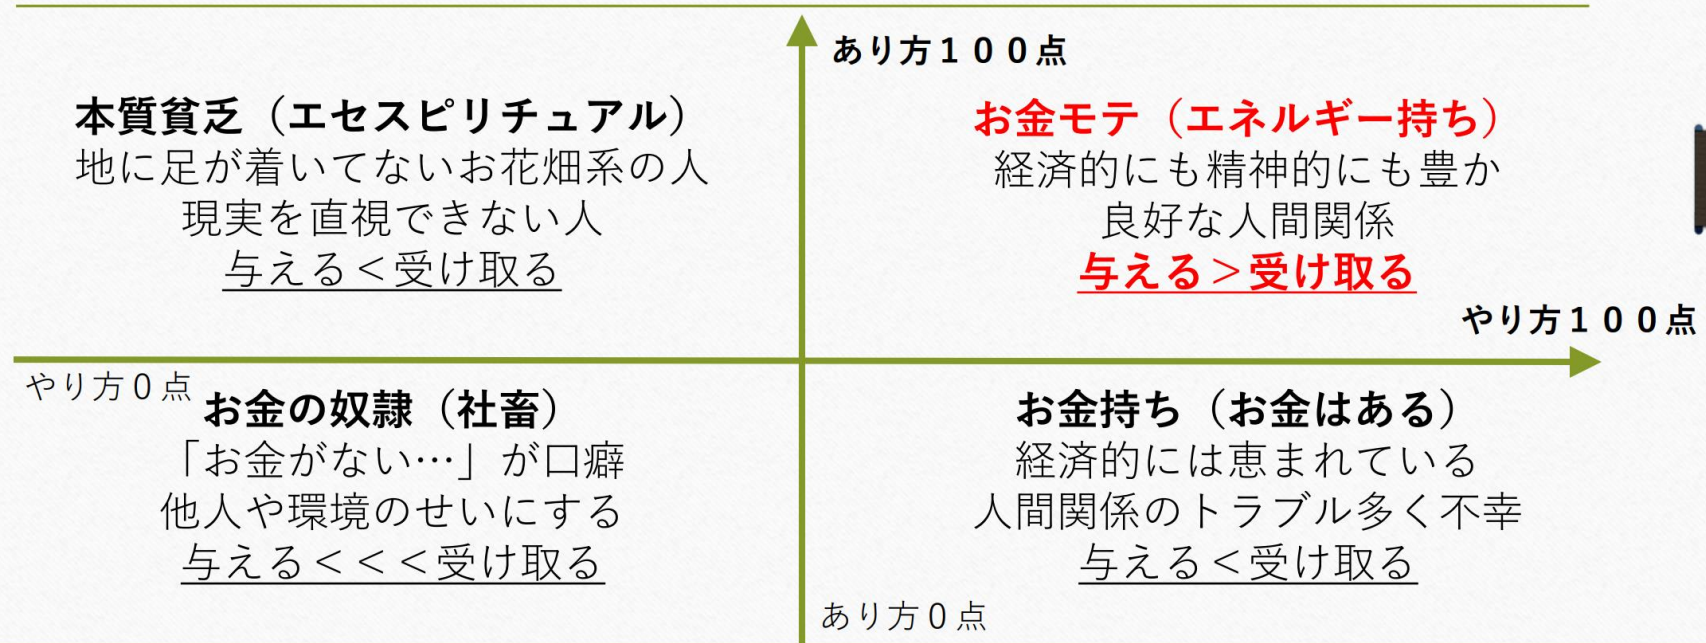 あり方１００点
本質貧乏（エセスピリチュアル）
地に足が着いてないお花畑系の人
現実を直視できない人
与える＜受け取る
お金モテ（エネルギー持ち）
経済的にも精神的にも豊か
良好な人間関係
与える＞受け取る
やり方１００点
やり方０点
お金の奴隷（社畜）
「お金がない…」が口癖
他人や環境のせいにする
与える＜＜＜受け取る
お金持ち（お金はある）
経済的には恵まれている
人間関係のトラブル多く不幸
与える＜受け取る
あり方０点